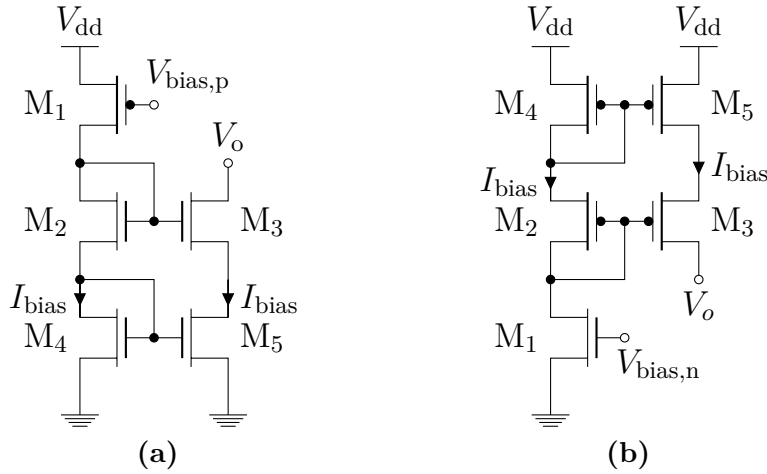 V_dd V_dd V_dd
V_bias,p
M_1 M_4 M_5
V_o
I_bias I_bias
M_2 M_3 M_2 M_3
I_bias I_bias V_o
M_4 M_5 M_1
V_bias,n
(a) (b)